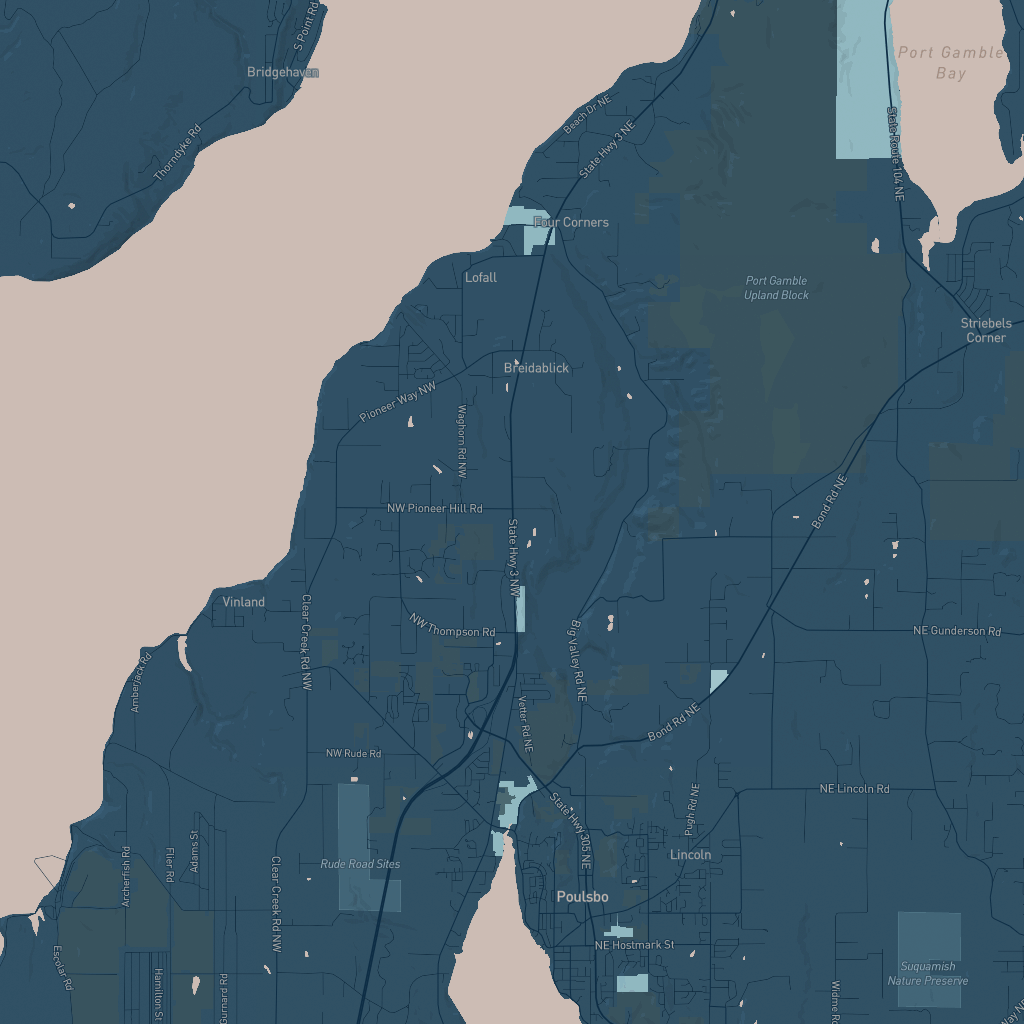 S Point Rd
Port Gamble
Bay
Bridgehaven
Beach Dr NE
State Hwy 3 NE
Thorndyke Rd
State Route 104 NE
Four Corners
Lofall
Port Gamble
Upland Block
Striebels
Corner
Breidablick
Pioneer Way NW
Waghorn Rd NW
NW Pioneer Hill Rd
Bond Rd NE
State Hwy 3 NW
Vinland
Clear Creek Rd NW
NW Thompson Rd
Big Valley Rd NE
NE Gunderson Rd
Amberjack Rd
Vetter Rd NE
Bond Rd NE
NW Rude Rd
NE Lincoln Rd
State Hwy 305 NE
Pugh Rd NE
Adams St
Flier Rd
Archerfish Rd
Rude Road Sites
Lincoln
Clear Creek Rd NW
Poulsbo
NE Hostmark St
Escolar Rd
Hamilton St
Gurnard Rd
Suquamish
Nature Preserve
Widme Rd
Way NE